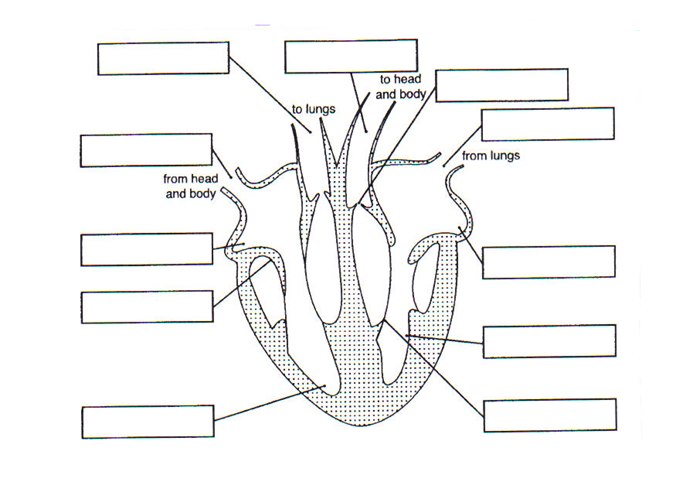 to head
and body
to lungs
from lungs
from head
and body